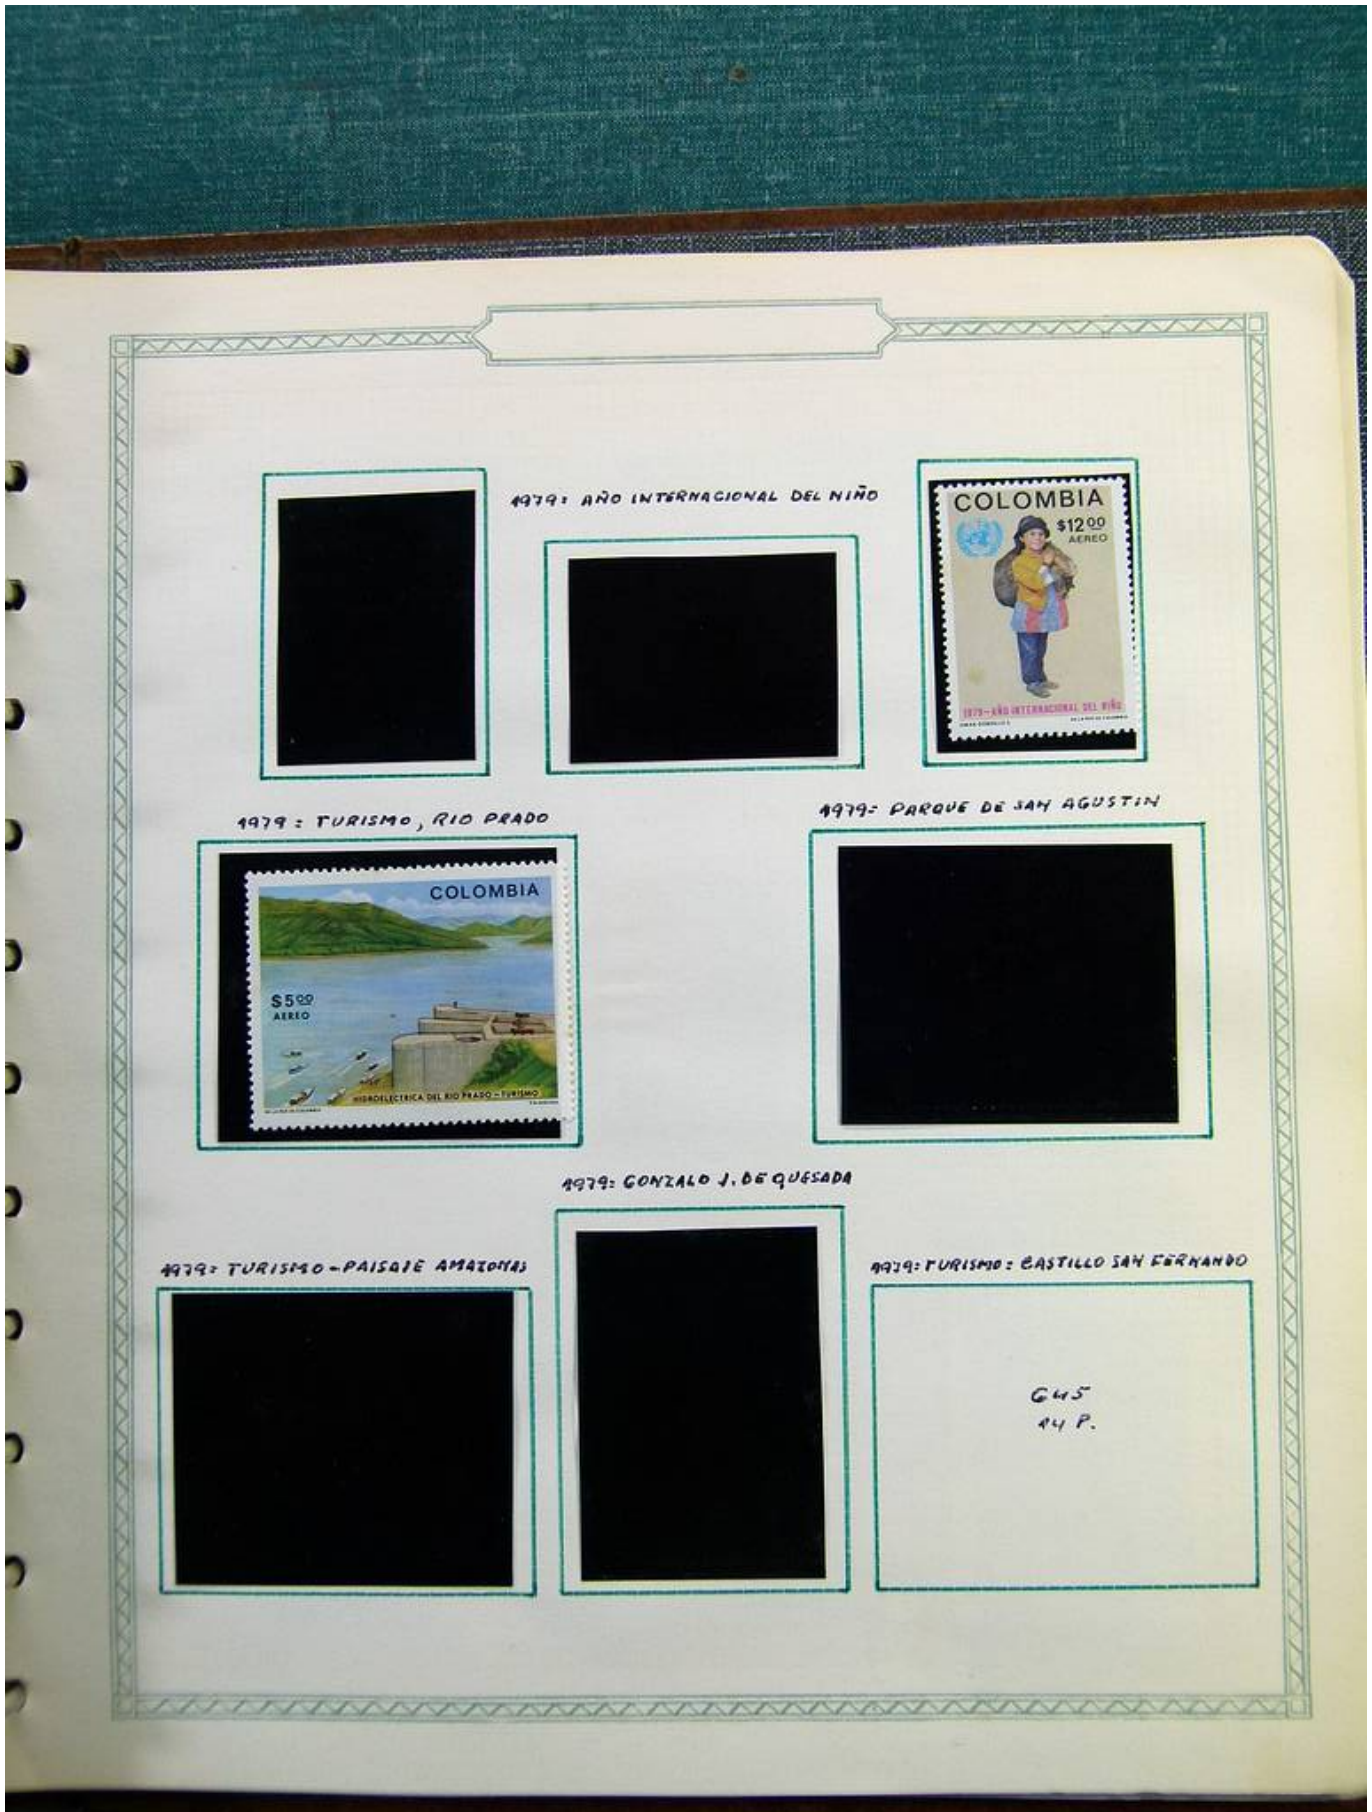 1979: AÑO INTERNACIONAL DEL NIÑO
COLOMBIA
$12.00
AEREO
1979-AÑO INTERNACIONAL DEL NIÑO
1979: TURISMO, RIO PRADO
1979: PARQUE DE SAN AGUSTIN
COLOMBIA
$5.00
AEREO
HIDROELECTRICA DEL RIO PRADO-TURISMO
1979: GONZALO J. DE QUESADA
1979: TURISMO-PAISAJE AMAZONAS
1979: TURISMO: CASTILLO SAN FERNANDO
645
14 P.